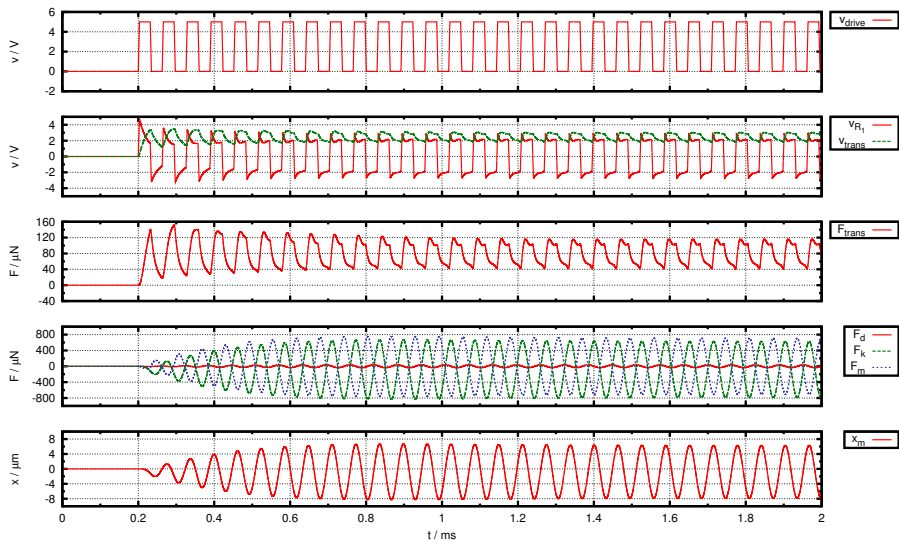 6
4
2
0
v / V
v_drive
4
2
0
-2
-4
v / V
v_R1
v_trans
160
120
80
40
0
-40
F / μN
F_trans
800
400
0
-400
-800
F / μN
F_d
F_k
F_m
8
4
0
-4
-8
x / μm
x_m
0 0.2 0.4 0.6 0.8 1 1.2 1.4 1.6 1.8 2
t / ms